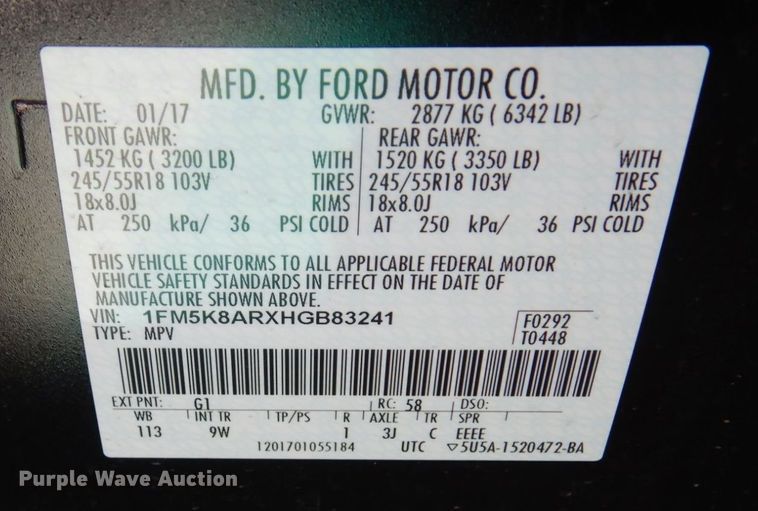 MFD. BY FORD MOTOR CO.
DATE: 01/17 GVWR: 2877 KG ( 6342 LB)
FRONT GAWR: REAR GAWR:
1452 KG ( 3200 LB) WITH 1520 KG ( 3350 LB) WITH
245/55R18 103V TIRES 245/55R18 103V TIRES
18x8.0J RIMS 18x8.0J RIMS
AT 250 kPa/ 36 PSI COLD AT 250 kPa/ 36 PSI COLD
THIS VEHICLE CONFORMS TO ALL APPLICABLE FEDERAL MOTOR
VEHICLE SAFETY STANDARDS IN EFFECT ON THE DATE OF
MANUFACTURE SHOWN ABOVE.
VIN: 1FM5K8ARXHGB83241 F0292
TYPE: MPV T0448
EXT PNT: G1 RC: 58 DSO:
WB INT TR TP/PS R AXLE TR SPR
113 9W 1 3J C EEEE
1201701055184 UTC ▽5U5A-1520472-BA
Purple Wave Auction